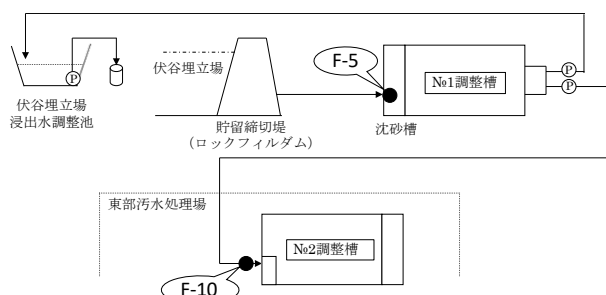 F-5
伏谷埋立場
№1調整槽
P
P
P
伏谷埋立場
浸出水調整池
貯留締切堤
（ロックフィルダム）
沈砂槽
東部汚水処理場
№2調整槽
F-10